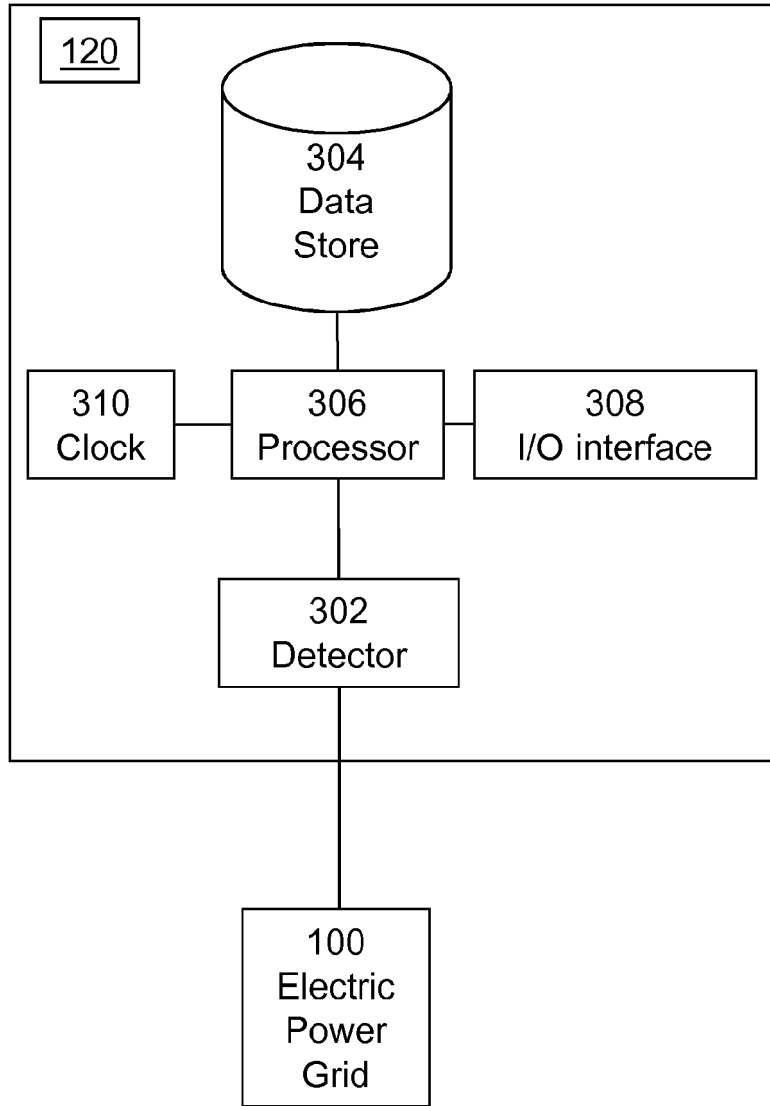 120
304
Data
Store
310
Clock
306
Processor
308
I/O interface
302
Detector
100
Electric
Power
Grid